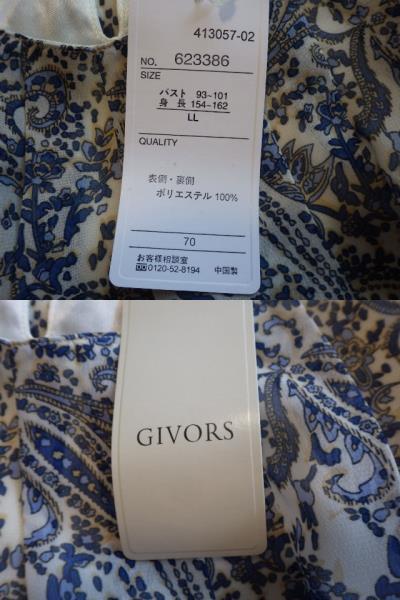 413057-02
NO. 623386
SIZE
バスト 93~101
身長 154~162
LL
QUALITY
表側・裏側
ポリエステル 100%
70
お客様相談室
0120-52-8194 中国製
GIVORS